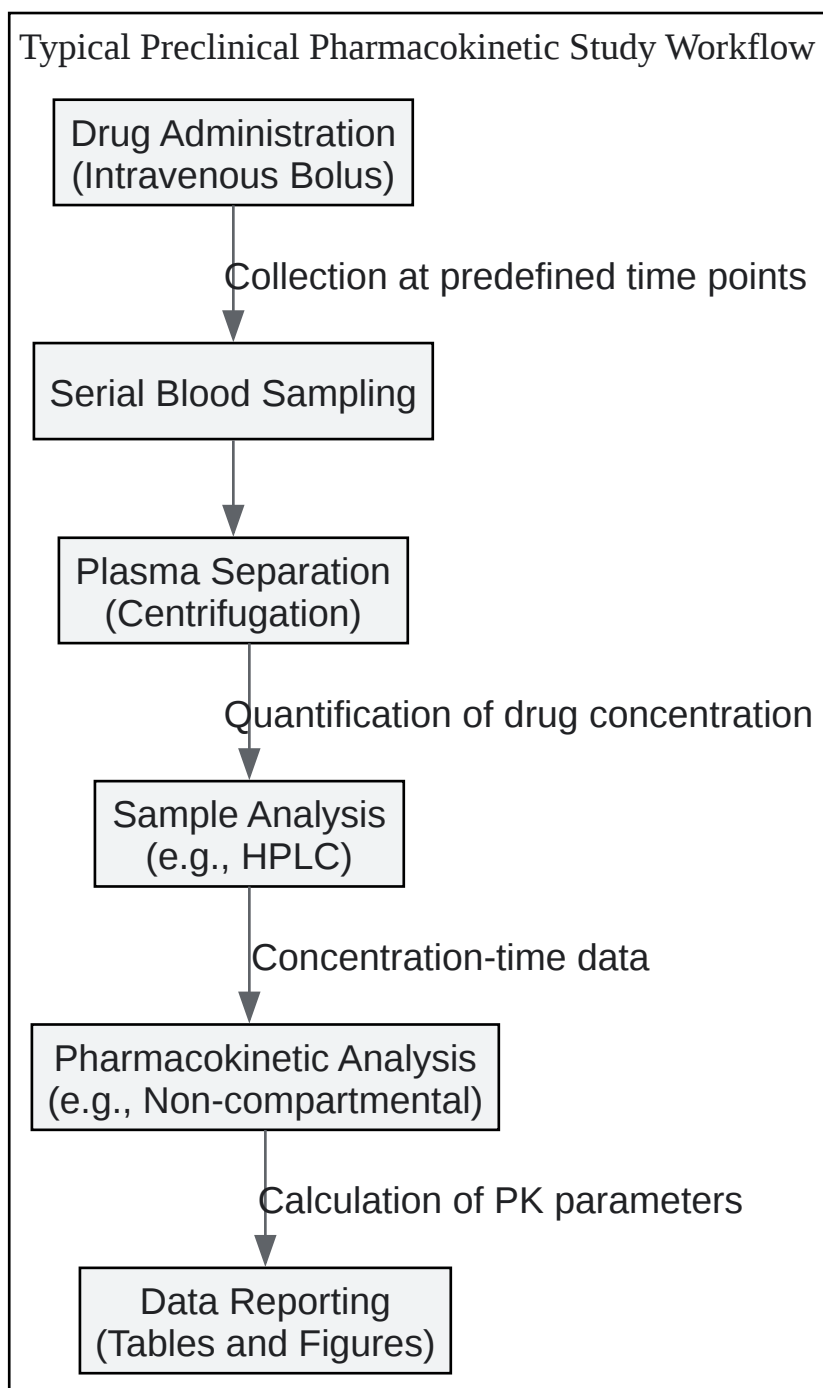 Typical Preclinical Pharmacokinetic Study Workflow
Drug Administration
(Intravenous Bolus)
Collection at predefined time points
Serial Blood Sampling
Plasma Separation
(Centrifugation)
Quantification of drug concentration
Sample Analysis
(e.g., HPLC)
Concentration-time data
Pharmacokinetic Analysis
(e.g., Non-compartmental)
Calculation of PK parameters
Data Reporting
(Tables and Figures)